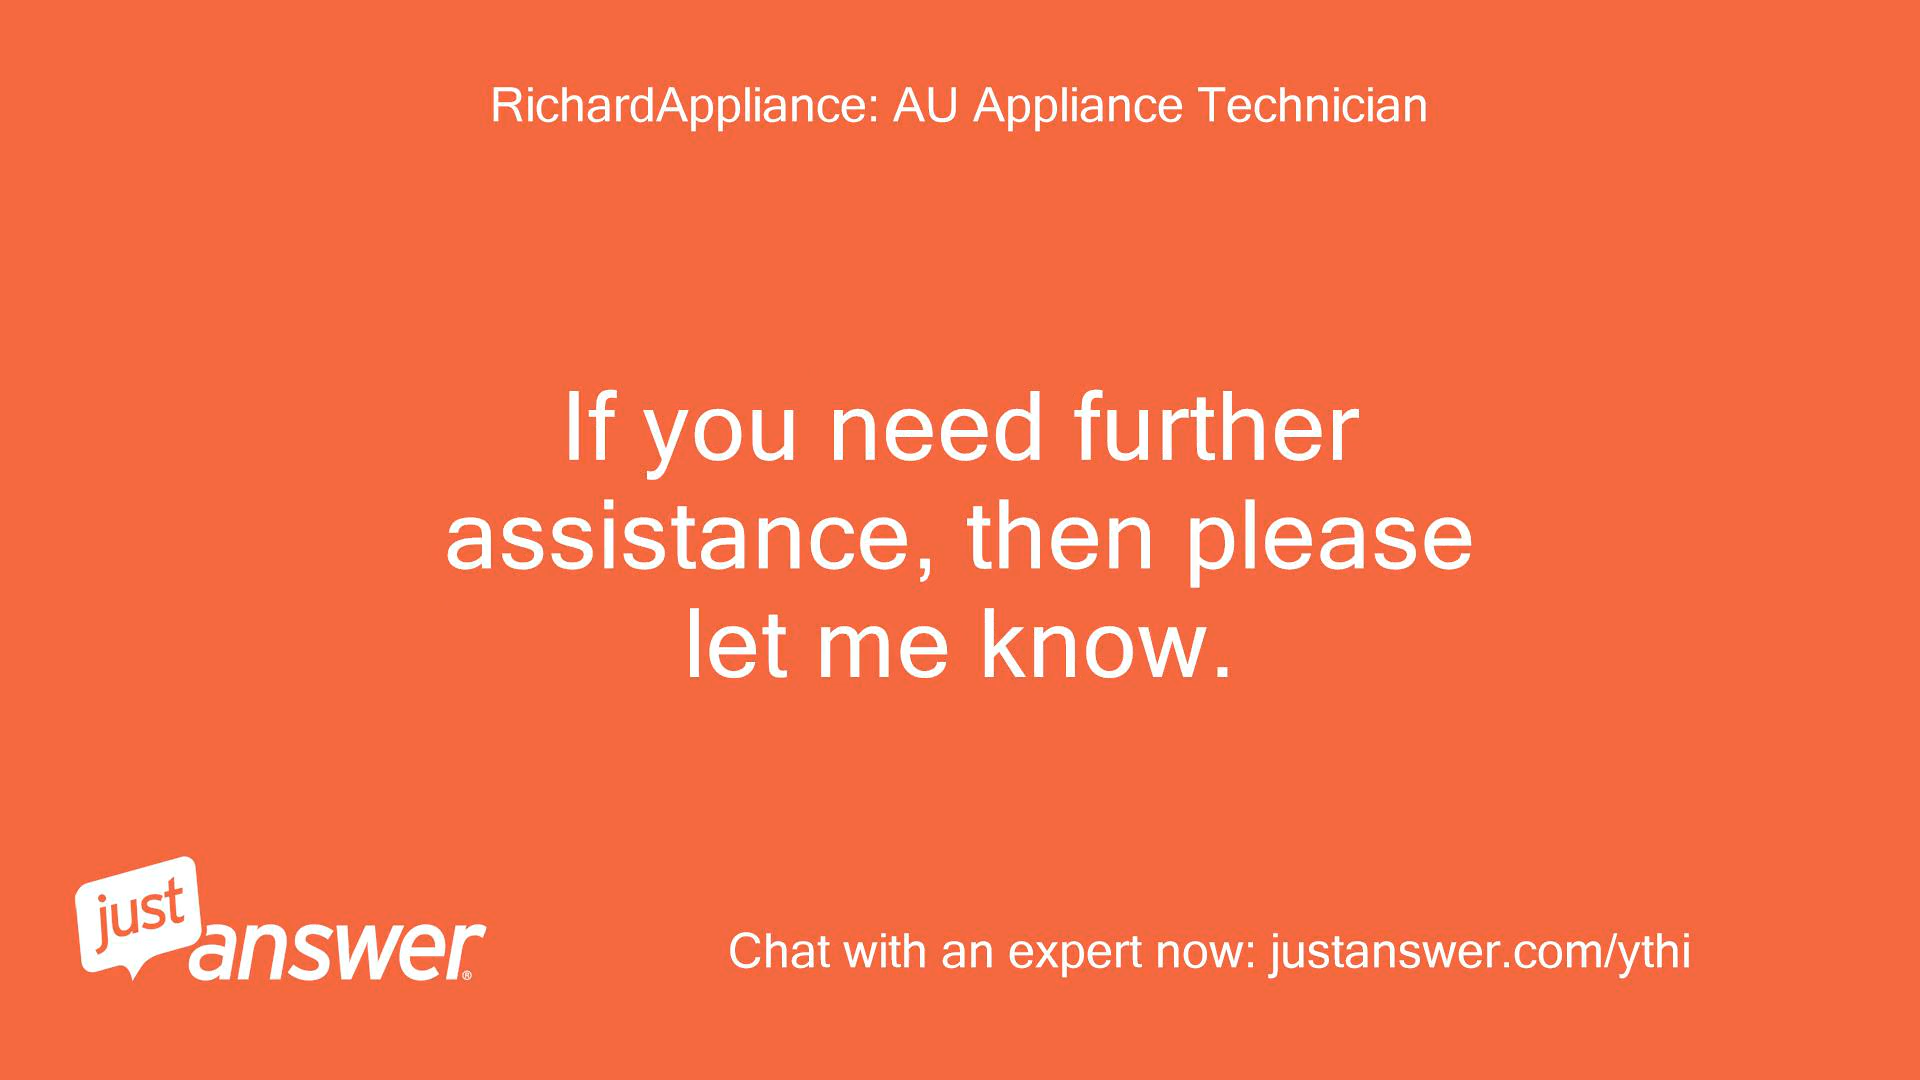 RichardAppliance: AU Appliance Technician
If you need further
assistance, then please
let me know.
just
answer®
Chat with an expert now: justanswer.com/ythi